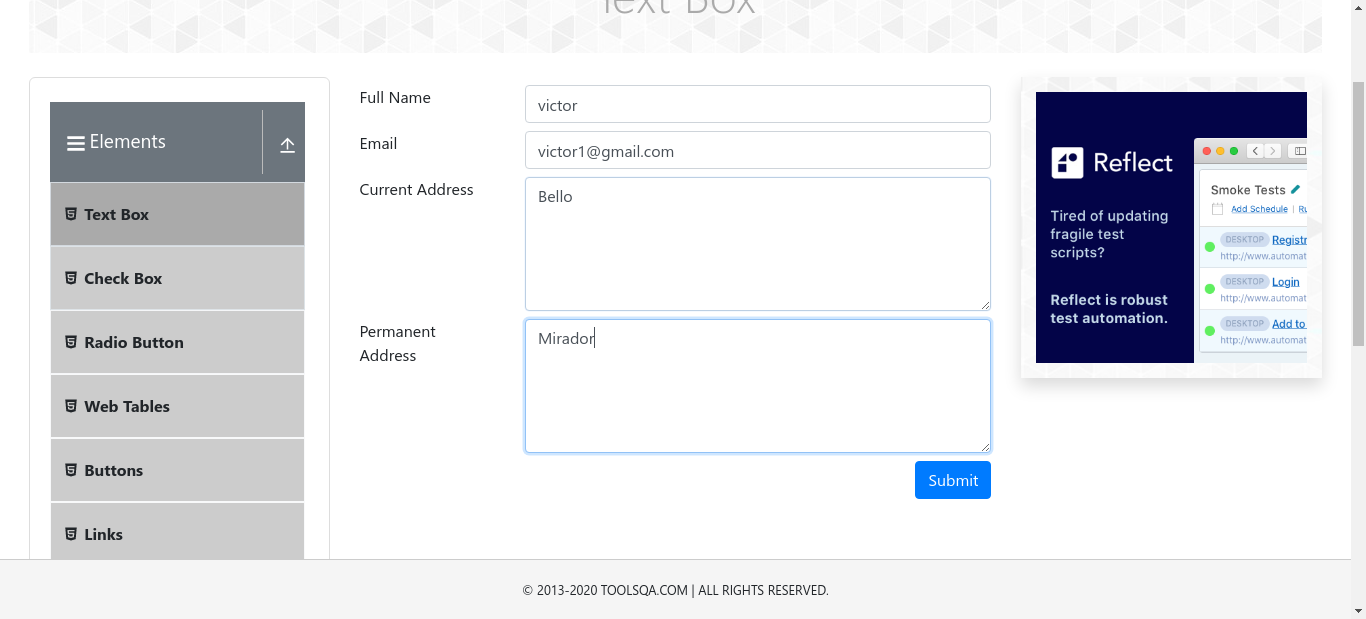 Text Box
Elements
Text Box
Check Box
Radio Button
Web Tables
Buttons
Links
Full Name
victor
Email
victor1@gmail.com
Current Address
Bello
Permanent
Address
Mirador
Submit
Reflect
Tired of updating
fragile test
scripts?
Reflect is robust
test automation.
Smoke Tests
Add Schedule | Ru
DESKTOP Registr
http://www.automat
DESKTOP Login
http://www.automat
DESKTOP Add to
http://www.automat
© 2013-2020 TOOLSQA.COM | ALL RIGHTS RESERVED.